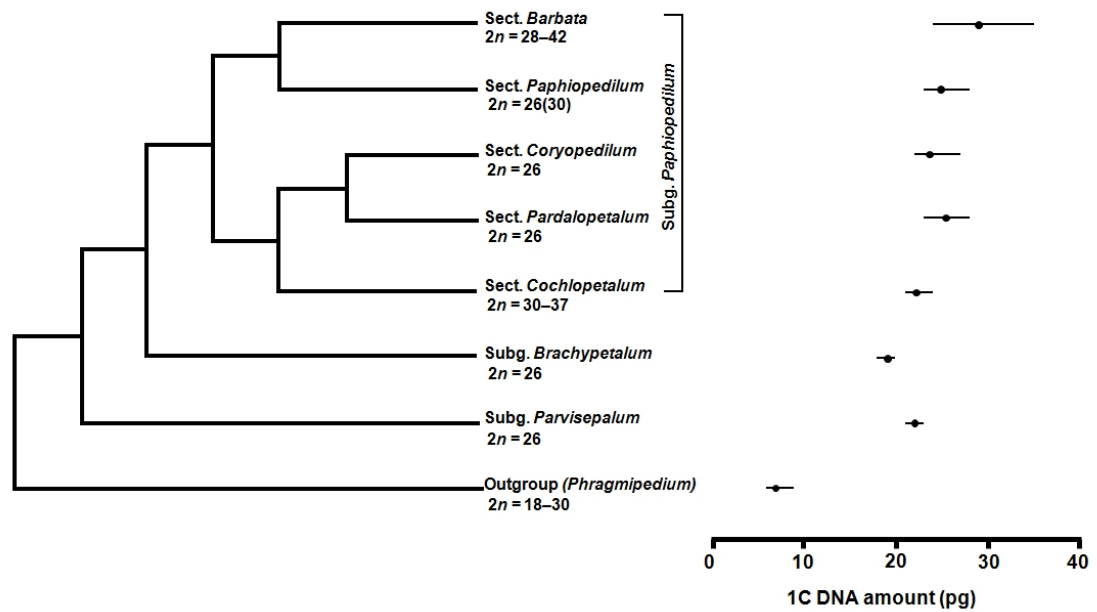 Sect. Barbata
2n = 28–42
Sect. Paphiopedilum
2n = 26(30)
Sect. Coryopedilum
2n = 26
Sect. Pardalopetalum
2n = 26
Sect. Cochlopetalum
2n = 30–37
Subg. Paphiopedilum
Subg. Brachypetalum
2n = 26
Subg. Parvisepalum
2n = 26
Outgroup (Phragmipedium)
2n = 18–30
0 10 20 30 40
1C DNA amount (pg)